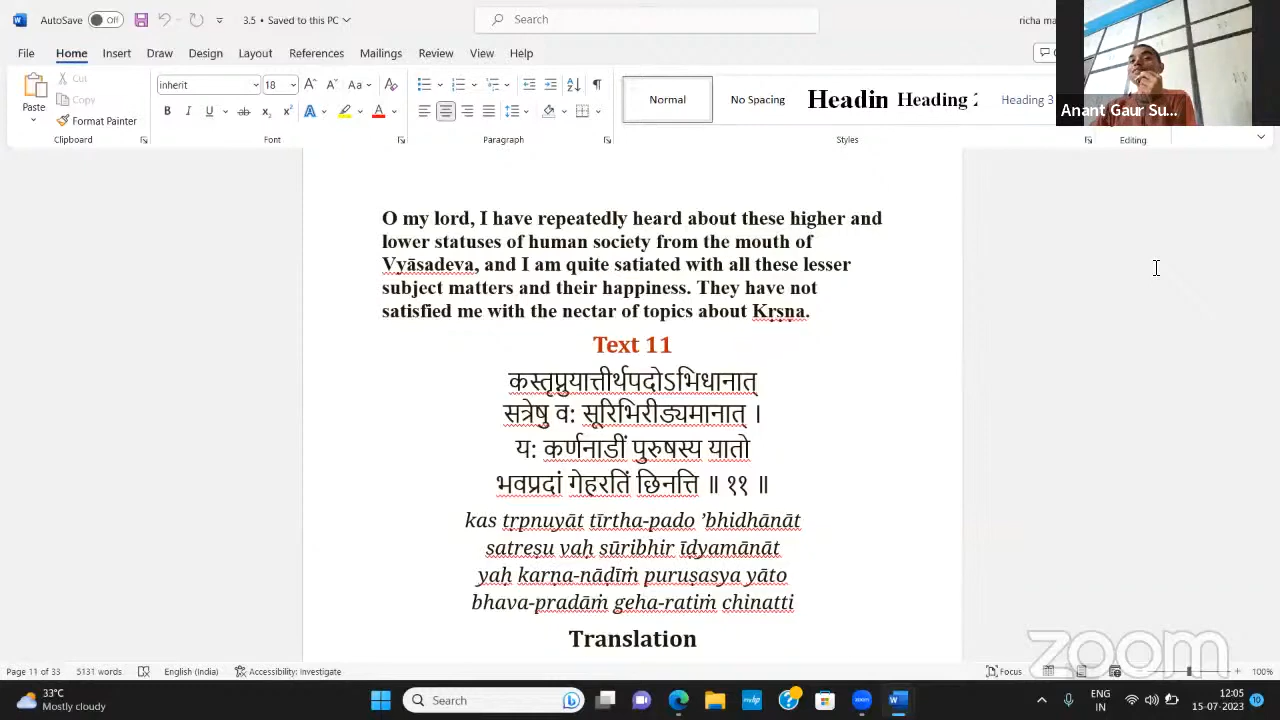 AutoSave Off 3.5 • Saved to this PC Search richa ma
File Home Insert Draw Design Layout References Mailings Review View Help
Paste Cut Copy Format Painter
inherit 18
Normal No Spacing Headin Heading 2 Heading 3
Anant Gaur Su...
Clipboard Font Paragraph Styles Editing
O my lord, I have repeatedly heard about these higher and
lower statuses of human society from the mouth of
Vyāsadeva, and I am quite satiated with all these lesser
subject matters and their happiness. They have not
satisfied me with the nectar of topics about Kṛṣṇa.
Text 11
कस्तृप्नुयात्तीर्थपदोऽभिधानात्
सत्रेषु व: सूरिभिरीड्यमानात् ।
य: कर्णनाडीं पुरुषस्य यातो
भवप्रदां गेहरतिं छिनत्ति ॥ ११ ॥
kas tṛpnuyāt tīrtha-pado ’bhidhānāt
satreṣu vaḥ sūribhir īḍyamānāt
yaḥ karṇa-nāḍīṁ puruṣasya yāto
bhava-pradāṁ geha-ratiṁ chinatti
Translation
zoom
Page 11 of 33 5131 words English (India) Accessibility: Investigate Focus 100%
33°C
Mostly cloudy
Search
ENG
IN
12:05
15-07-2023